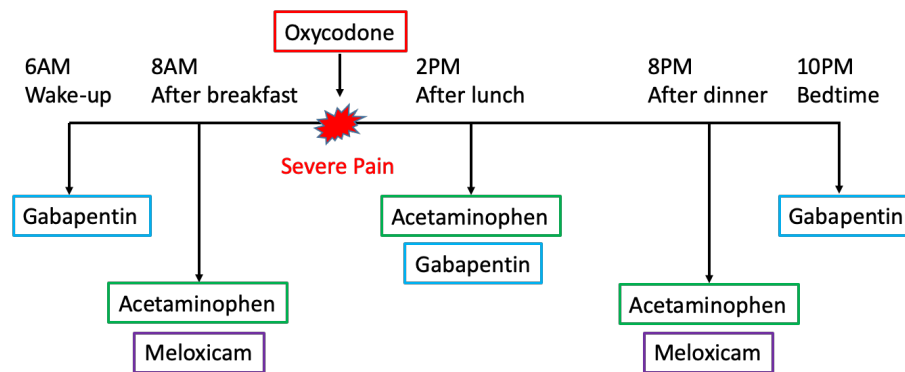 Oxycodone
6AM
Wake-up
8AM
After breakfast
2PM
After lunch
8PM
After dinner
10PM
Bedtime
Severe Pain
Gabapentin
Acetaminophen
Gabapentin
Gabapentin
Acetaminophen
Meloxicam
Acetaminophen
Meloxicam